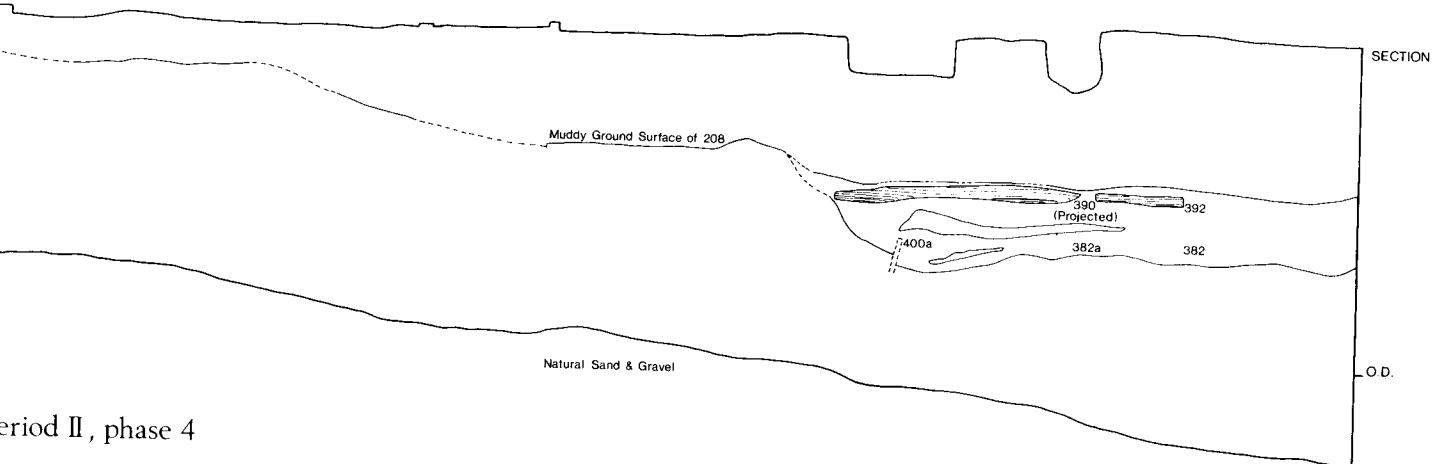 SECTION
Muddy Ground Surface of 208
390
(Projected)
392
400a
382a
382
Natural Sand & Gravel
O.D.
eriod II, phase 4